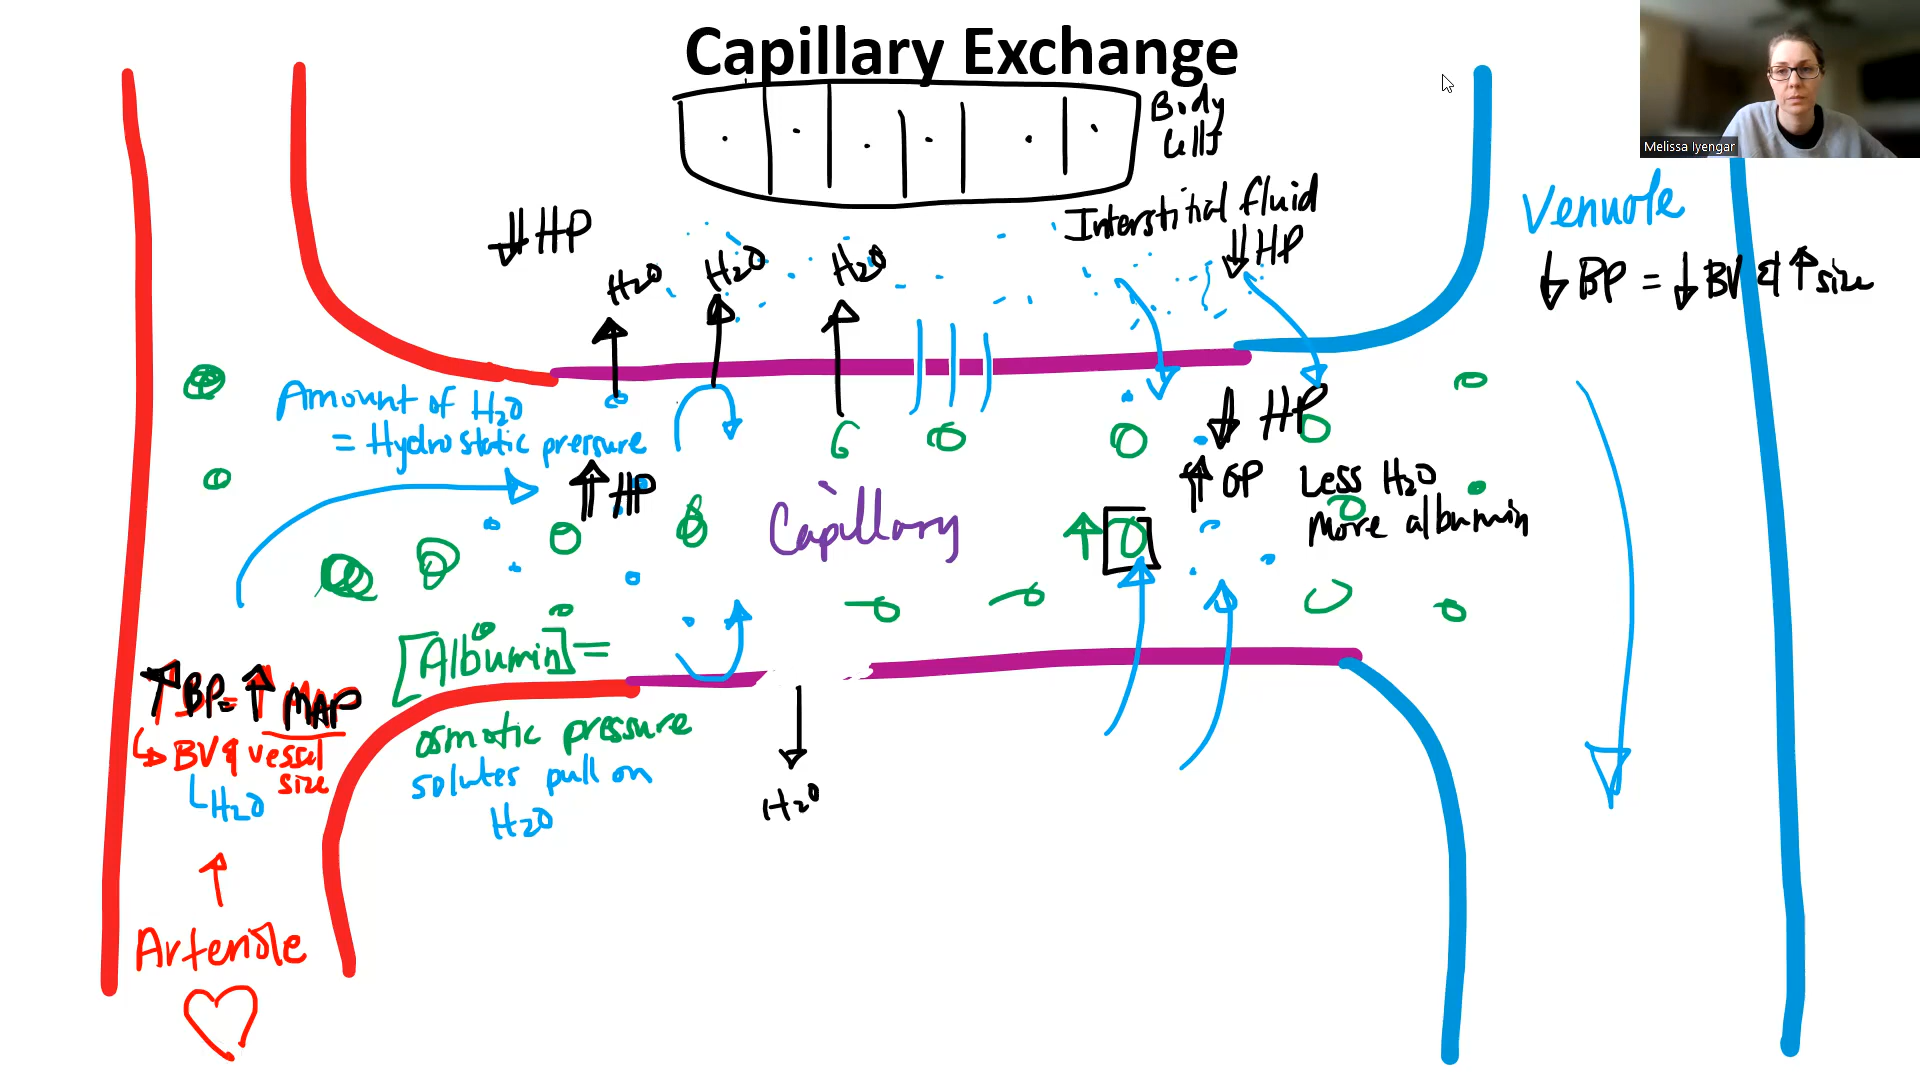 Capillary Exchange
Body
Cells
Interstitial fluid
↓↓ HP
↓↓ HP
H2O
H2O
H2O
Venuole
↓ BP = ↓ BV & ↑ size
Melissa Iyengar
Amount of H2O
= Hydrostatic pressure
↑ HP
↓ HP
↑ OP
Less H2O
More albumin
Capillary
↑
[Albumin] =
osmotic pressure
solutes pull on
H2O
↑ BP = ↑ MAP
↳ BV & vessel
size
H2O
H2O
↑
Arteriole